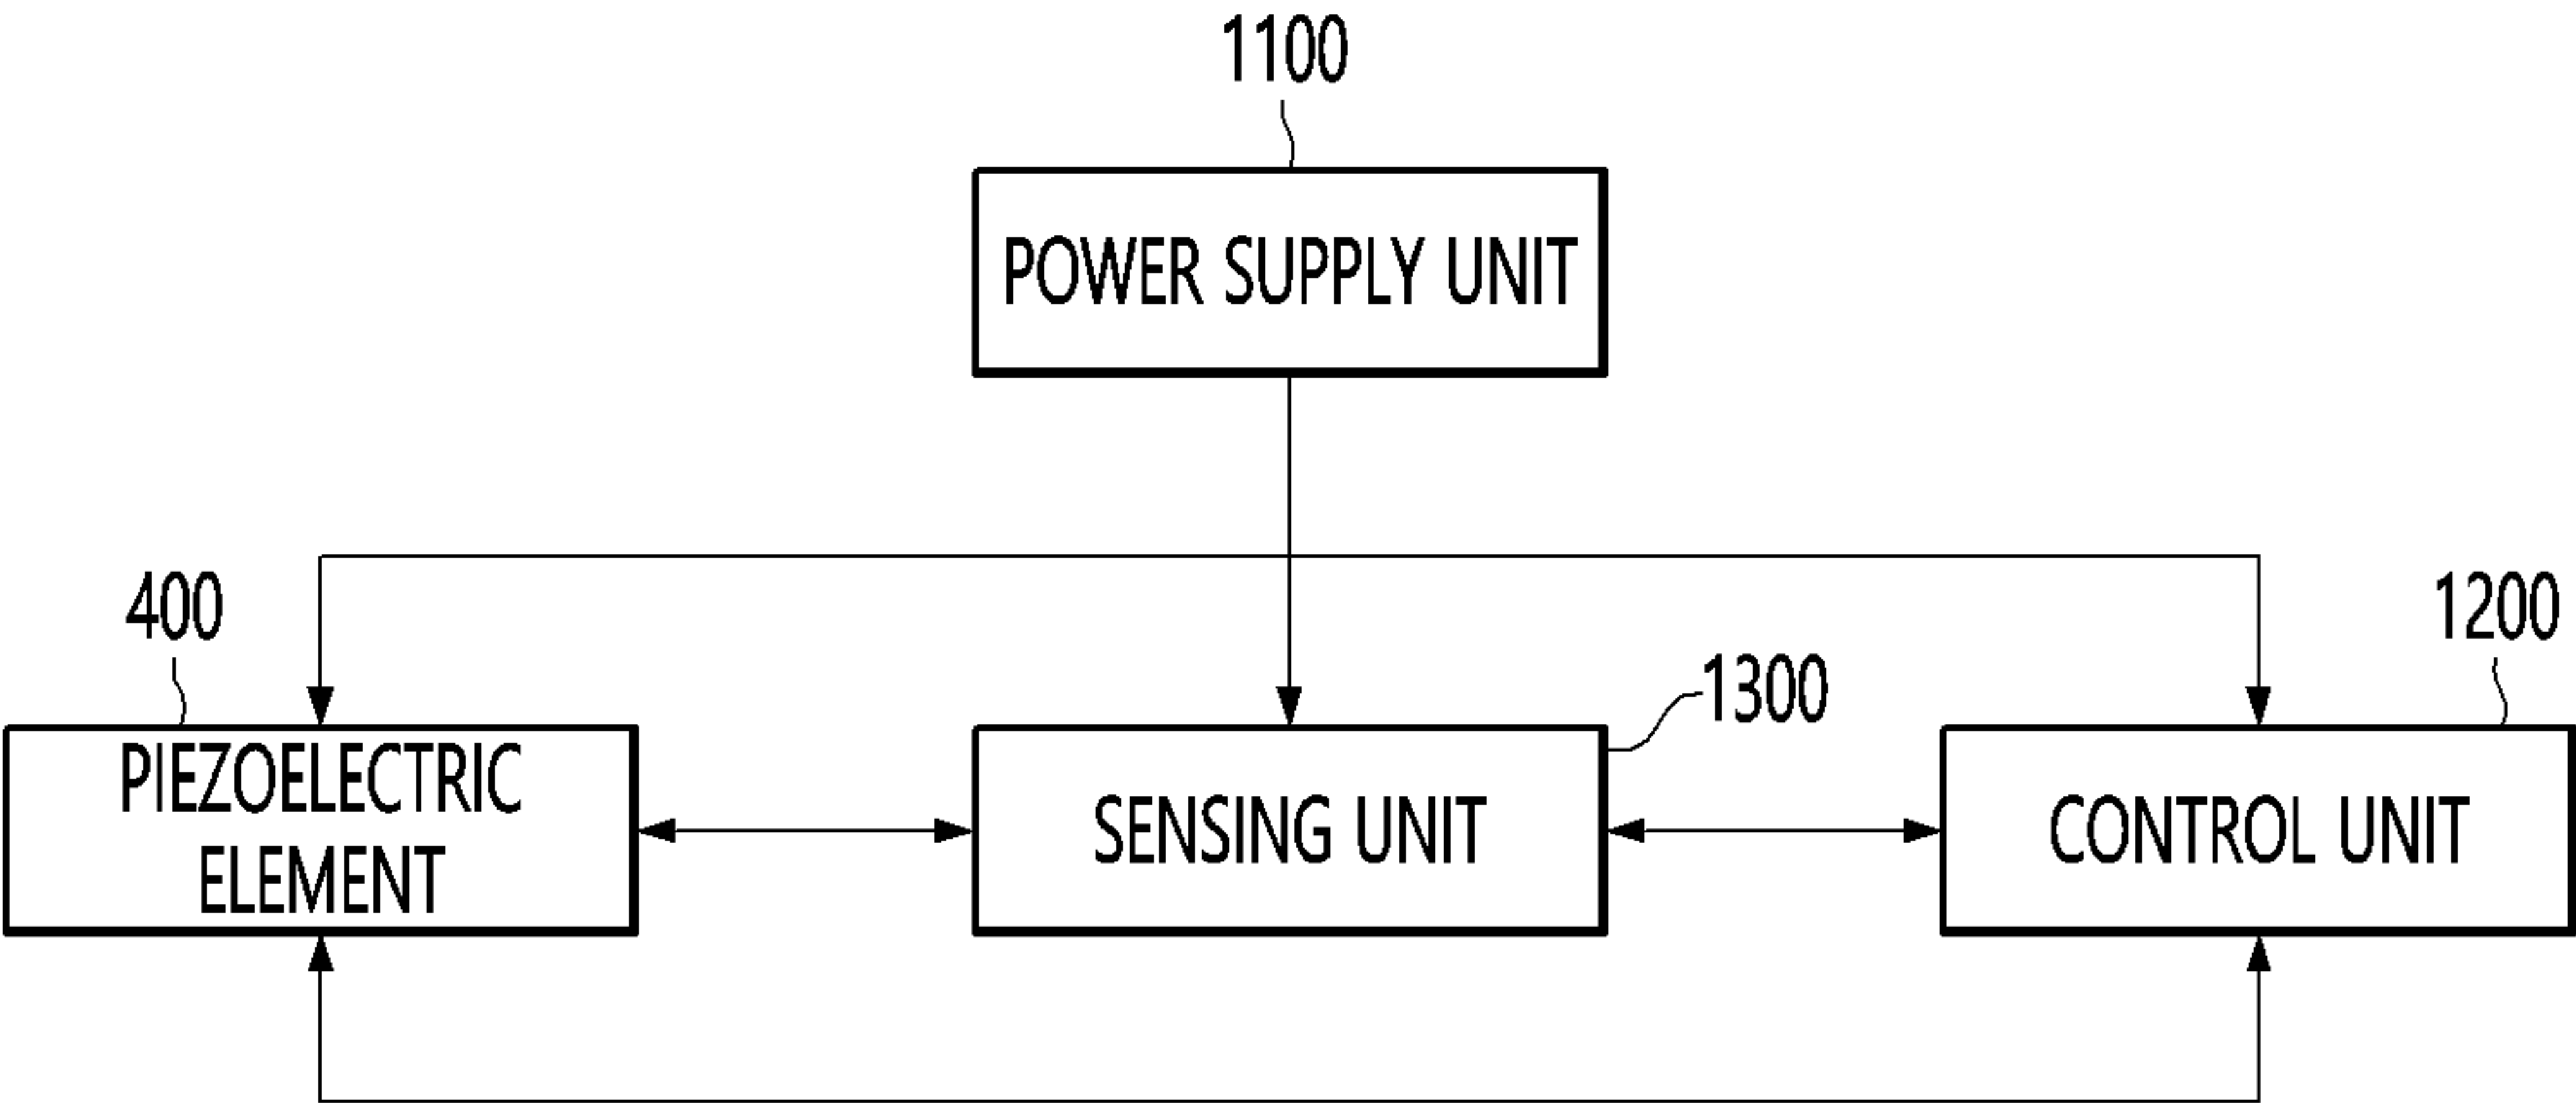 1100
POWER SUPPLY UNIT
400
1200
1300
PIEZOELECTRIC
ELEMENT
SENSING UNIT
CONTROL UNIT